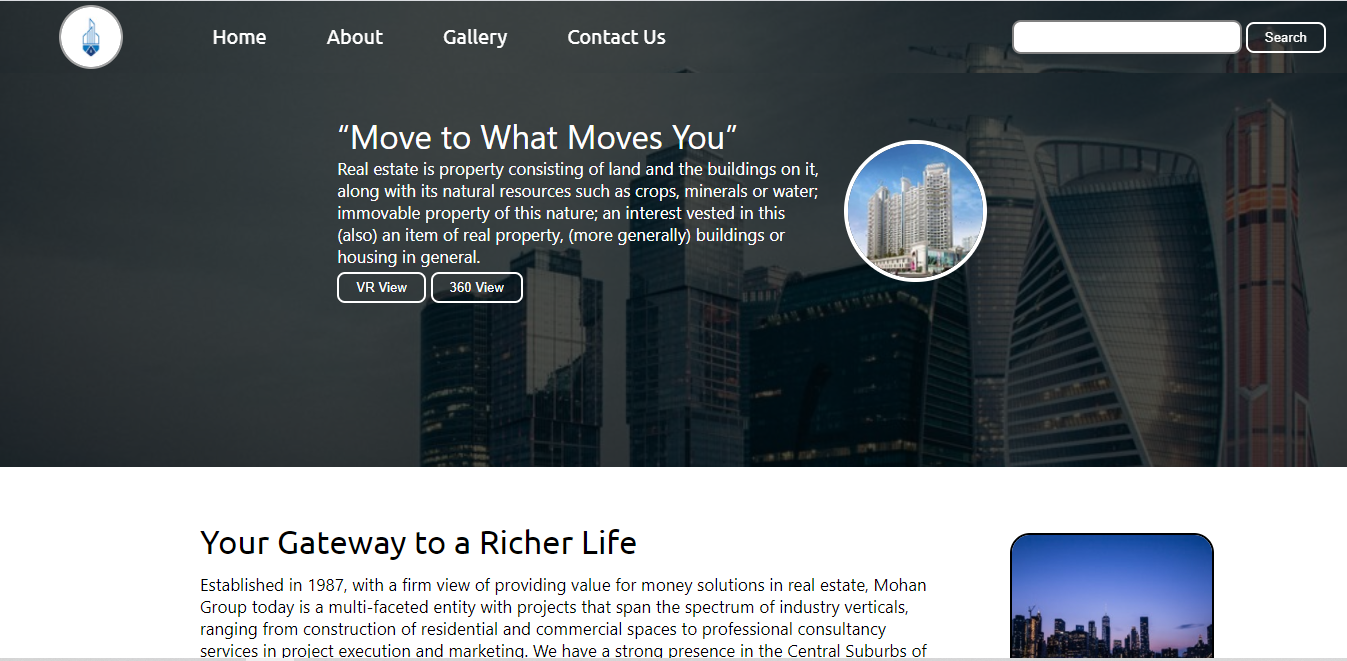 Home
About
Gallery
Contact Us
Search
“Move to What Moves You”
Real estate is property consisting of land and the buildings on it,
along with its natural resources such as crops, minerals or water;
immovable property of this nature; an interest vested in this
(also) an item of real property, (more generally) buildings or
housing in general.
VR View
360 View
Your Gateway to a Richer Life
Established in 1987, with a firm view of providing value for money solutions in real estate, Mohan
Group today is a multi-faceted entity with projects that span the spectrum of industry verticals,
ranging from construction of residential and commercial spaces to professional consultancy
services in project execution and marketing. We have a strong presence in the Central Suburbs of